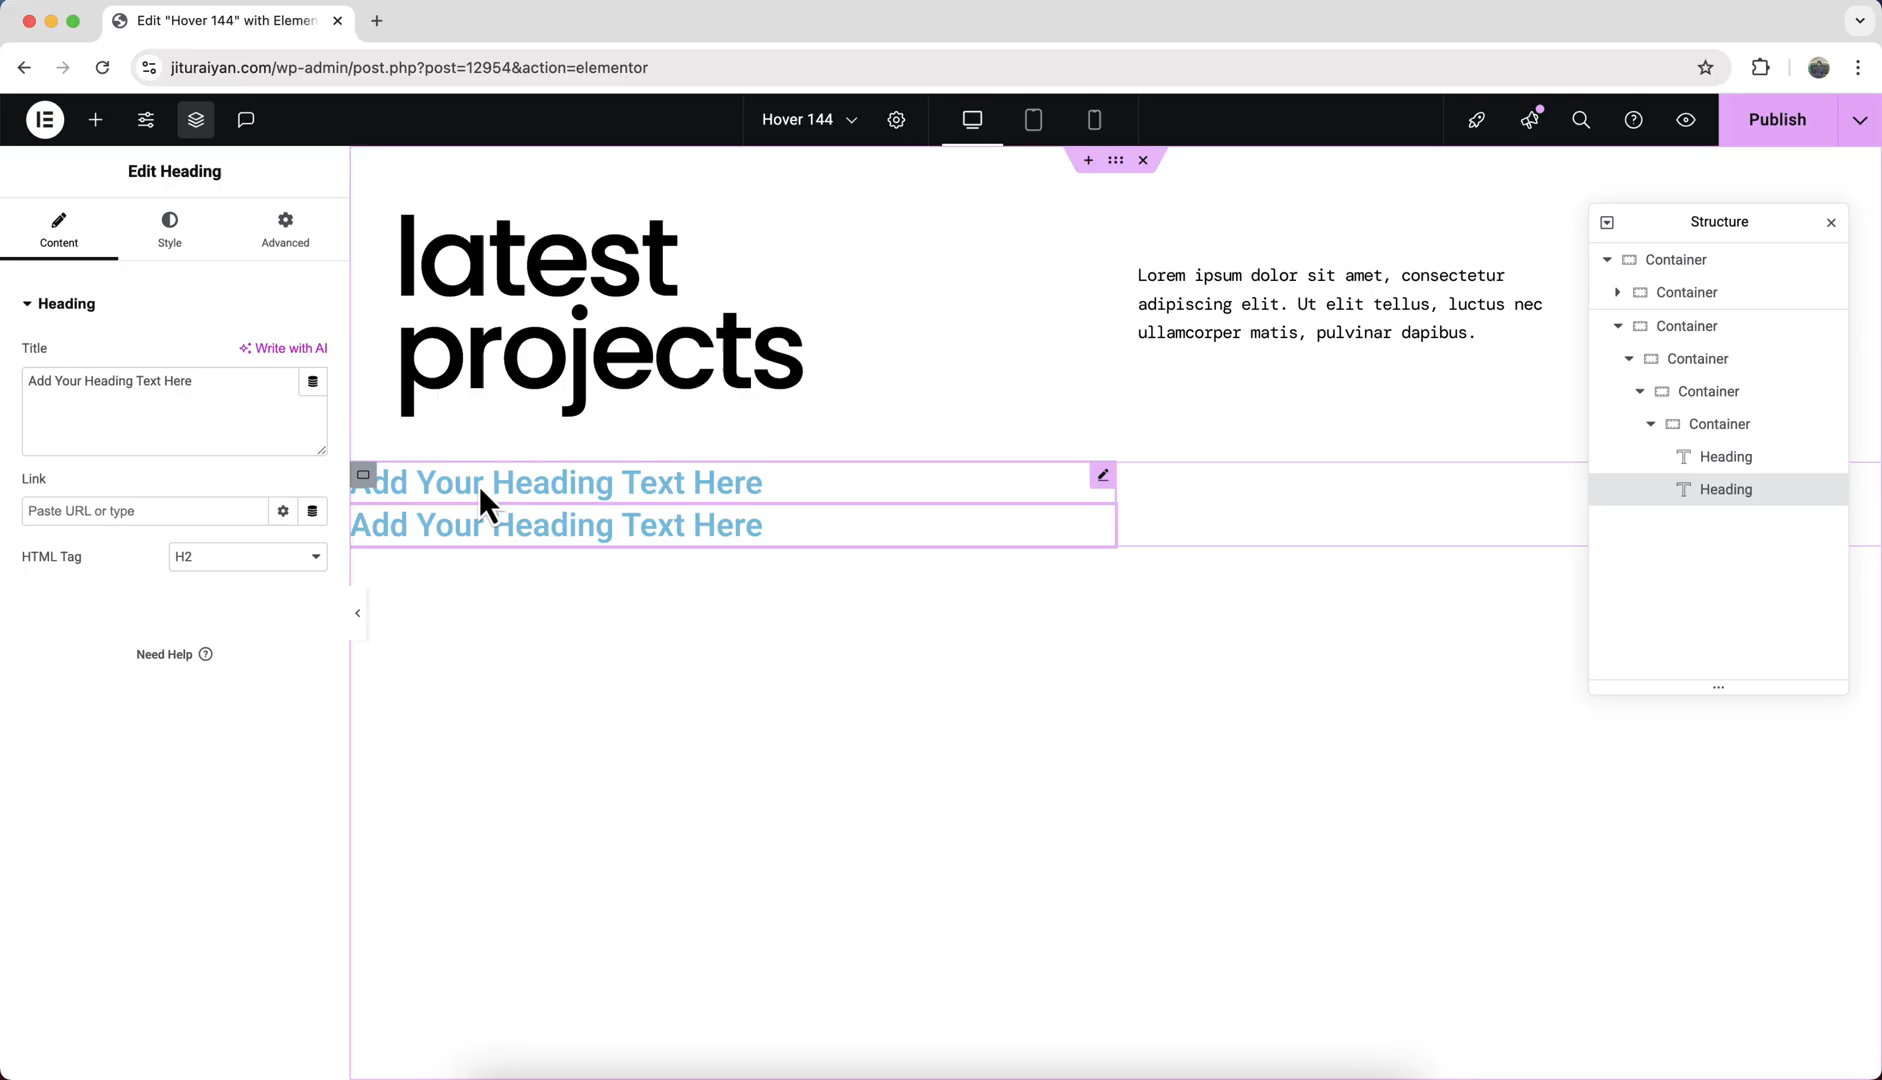 Edit "Hover 144" with Elemen
jituraiyan.com/wp-admin/post.php?post=12954&action=elementor
Hover 144
Publish
Edit Heading
Content
Style
Advanced
Heading
Title
Write with AI
Add Your Heading Text Here
Link
Paste URL or type
HTML Tag
H2
Need Help
latest
projects
Lorem ipsum dolor sit amet, consectetur
adipiscing elit. Ut elit tellus, luctus nec
ullamcorper matis, pulvinar dapibus.
Add Your Heading Text Here
Add Your Heading Text Here
Structure
Container
Container
Container
Container
Container
Container
Heading
Heading